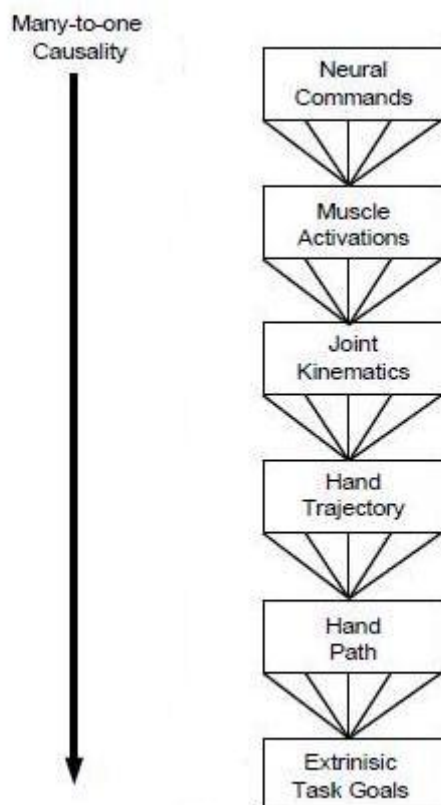 Many-to-one
Causality
Neural
Commands
Muscle
Activations
Joint
Kinematics
Hand
Trajectory
Hand
Path
Extrinisic
Task Goals